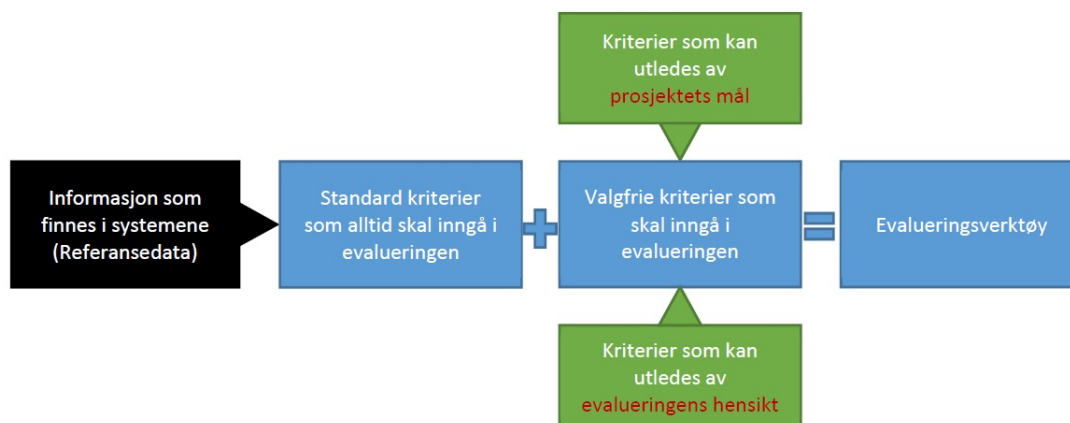 Kriterier som kan
utledes av
prosjektets mål
Informasjon som
finnes i systemene
(Referansedata)
Standard kriterier
som alltid skal inngå i
evalueringen
Valgfrie kriterier som
skal inngå i
evalueringen
Evalueringsverktøy
Kriterier som kan
utledes av
evalueringens hensikt